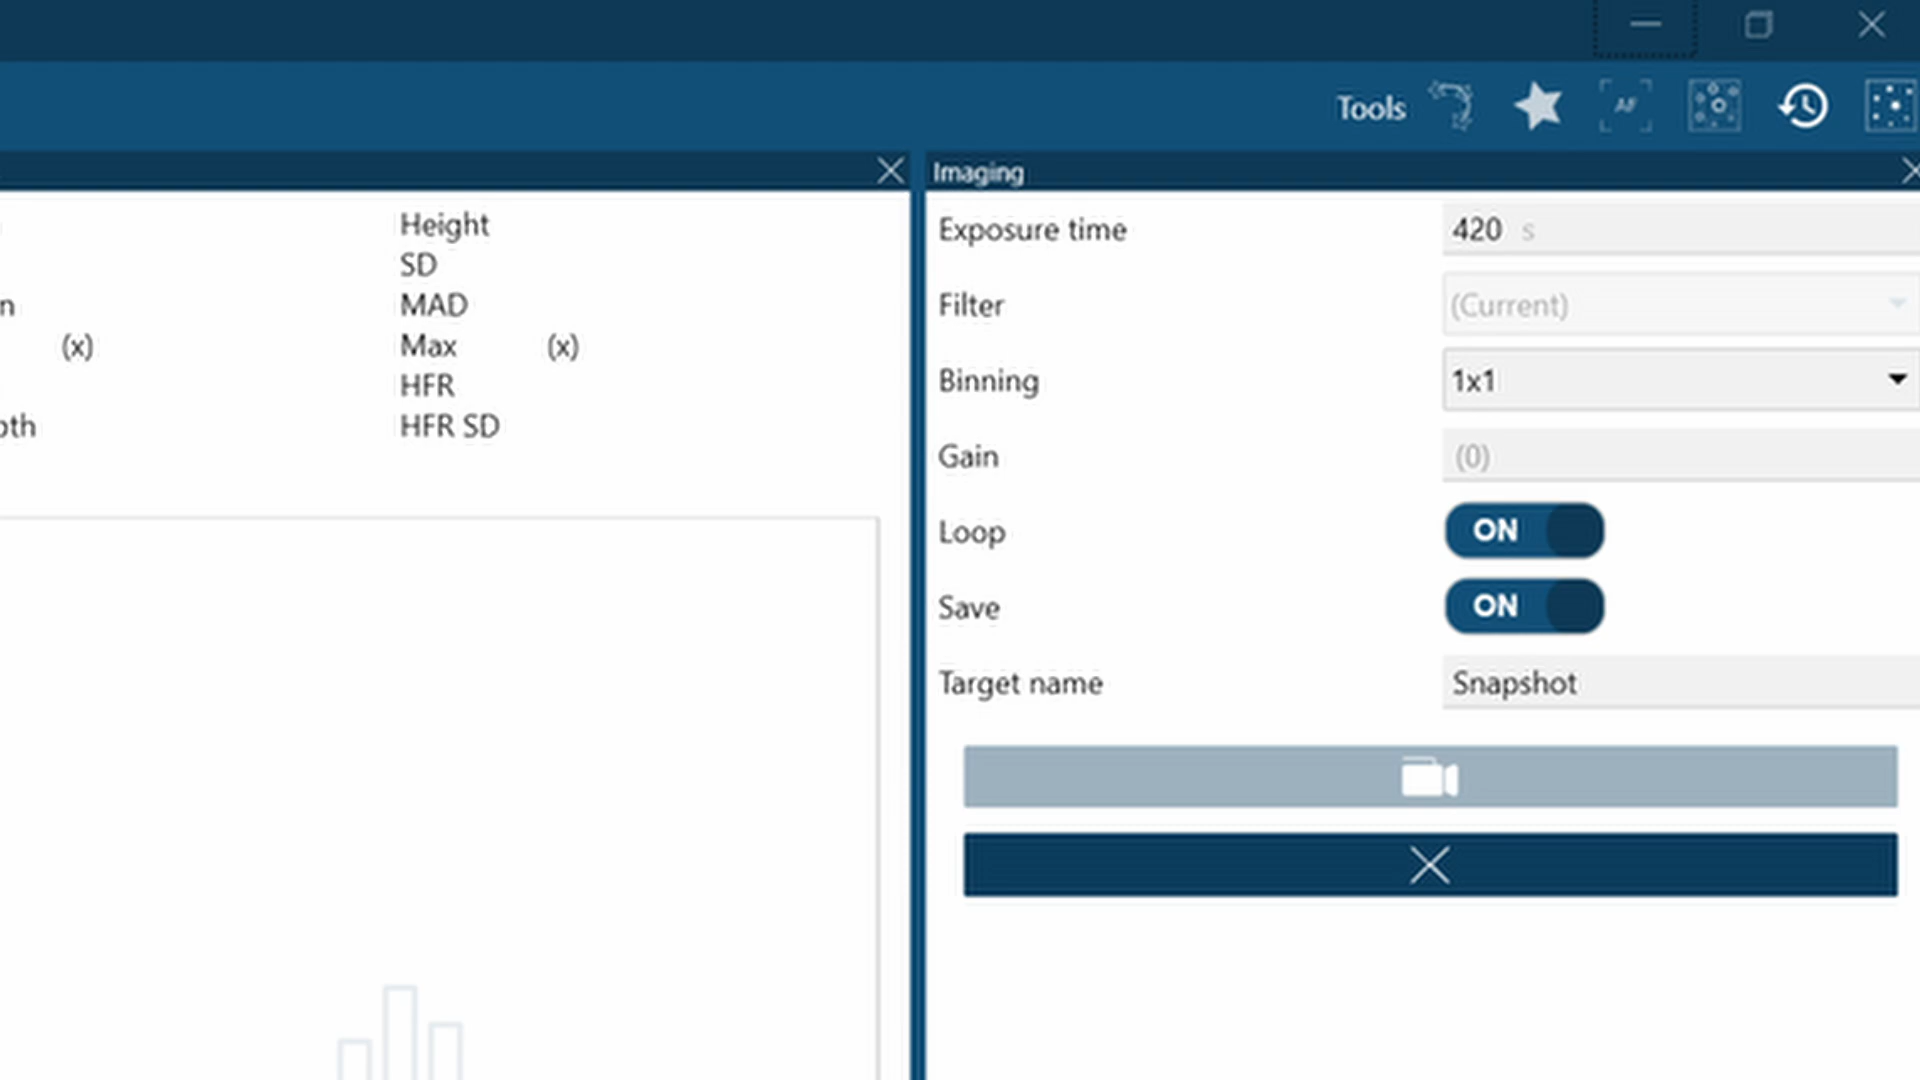 Tools
AF
Imaging
Height
SD
MAD
(x) Max (x)
HFR
HFR SD
Exposure time 420 s
Filter (Current)
Binning 1x1
Gain (0)
Loop ON
Save ON
Target name Snapshot